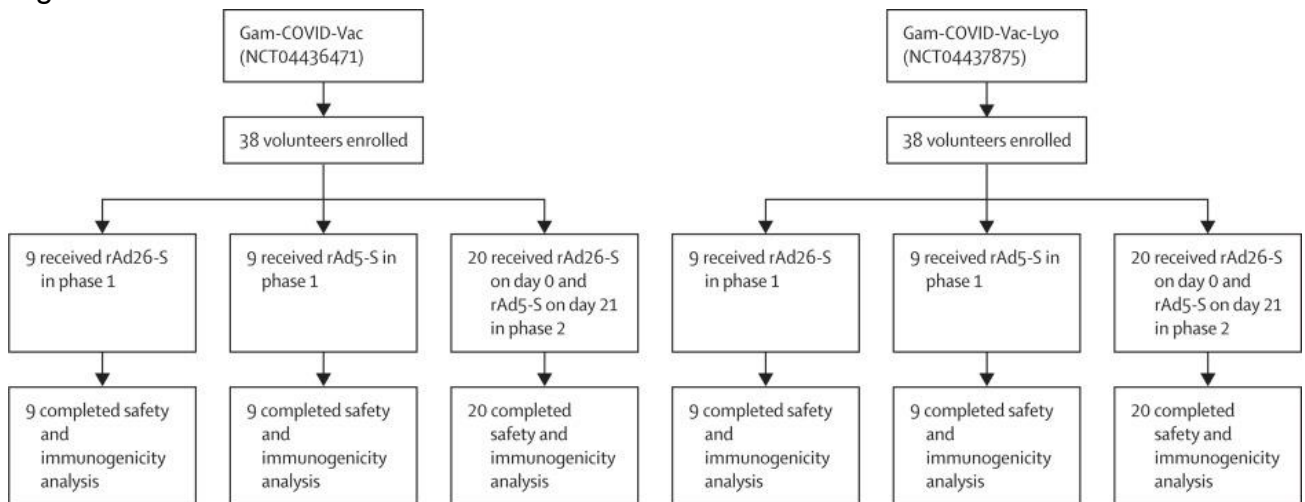 Gam-COVID-Vac
(NCT04436471)
38 volunteers enrolled
9 received rAd26-S
in phase 1
9 received rAd5-S in
phase 1
20 received rAd26-S
on day 0 and
rAd5-S on day 21
in phase 2
9 completed safety
and
immunogenicity
analysis
9 completed safety
and
immunogenicity
analysis
20 completed
safety and
immunogenicity
analysis
Gam-COVID-Vac-Lyo
(NCT04437875)
38 volunteers enrolled
9 received rAd26-S
in phase 1
9 received rAd5-S in
phase 1
20 received rAd26-S
on day 0 and
rAd5-S on day 21
in phase 2
9 completed safety
and
immunogenicity
analysis
9 completed safety
and
immunogenicity
analysis
20 completed
safety and
immunogenicity
analysis